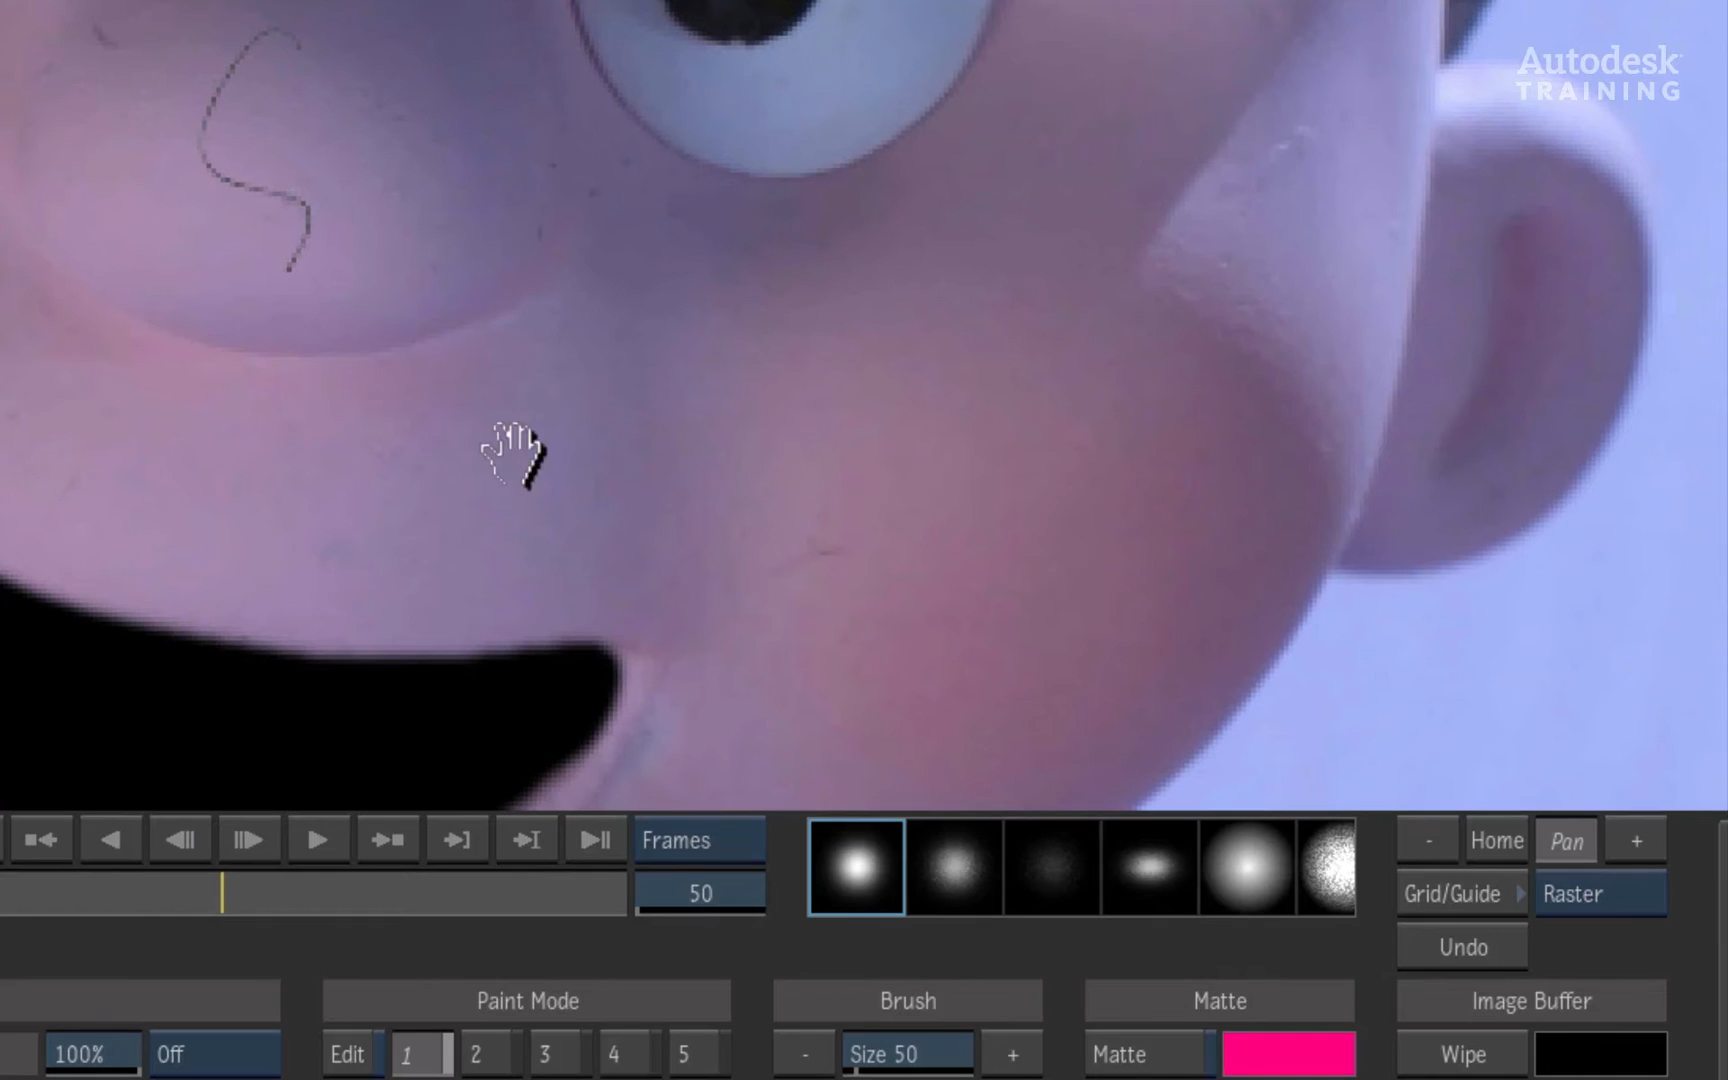 Autodesk
TRAINING
Frames
50
- Home Pan +
Grid/Guide Raster
Undo
Paint Mode
Brush
Matte
Image Buffer
100% Off
Edit 1 2 3 4 5
- Size 50 +
Matte
Wipe